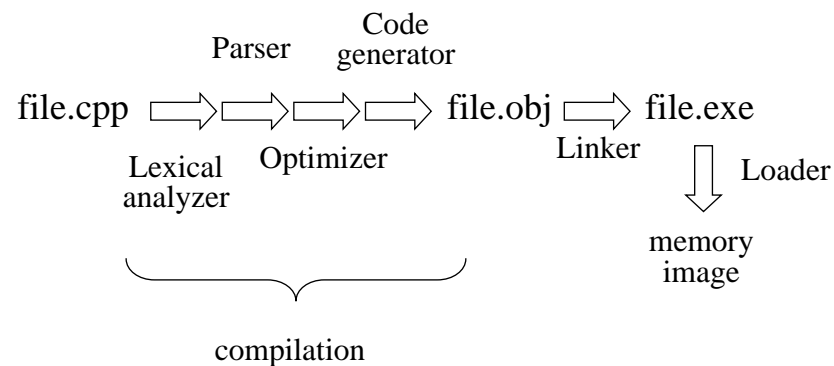 Parser
Code
generator
file.cpp
file.obj
file.exe
Lexical
analyzer
Optimizer
Linker
Loader
memory
image
compilation